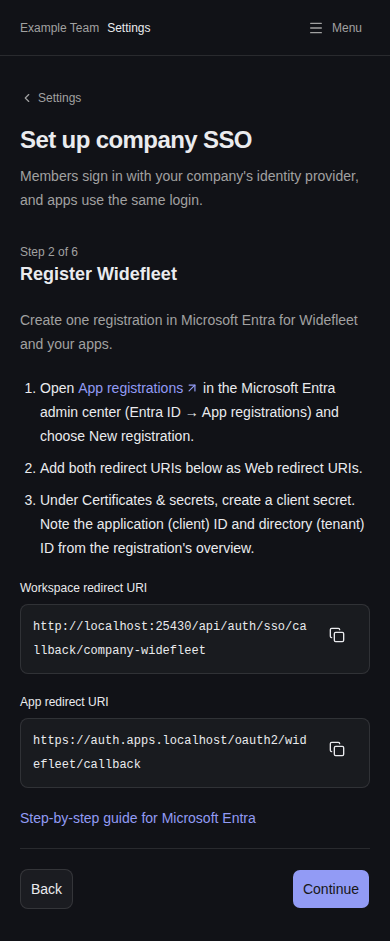 Example Team Settings Menu
Settings
Set up company SSO
Members sign in with your company's identity provider,
and apps use the same login.
Step 2 of 6
Register Widefleet
Create one registration in Microsoft Entra for Widefleet
and your apps.
1. Open App registrations ↗ in the Microsoft Entra
admin center (Entra ID → App registrations) and
choose New registration.
2. Add both redirect URIs below as Web redirect URIs.
3. Under Certificates & secrets, create a client secret.
Note the application (client) ID and directory (tenant)
ID from the registration's overview.
Workspace redirect URI
http://localhost:25430/api/auth/sso/ca
llback/company-widefleet
App redirect URI
https://auth.apps.localhost/oauth2/wid
efleet/callback
Step-by-step guide for Microsoft Entra
Back Continue